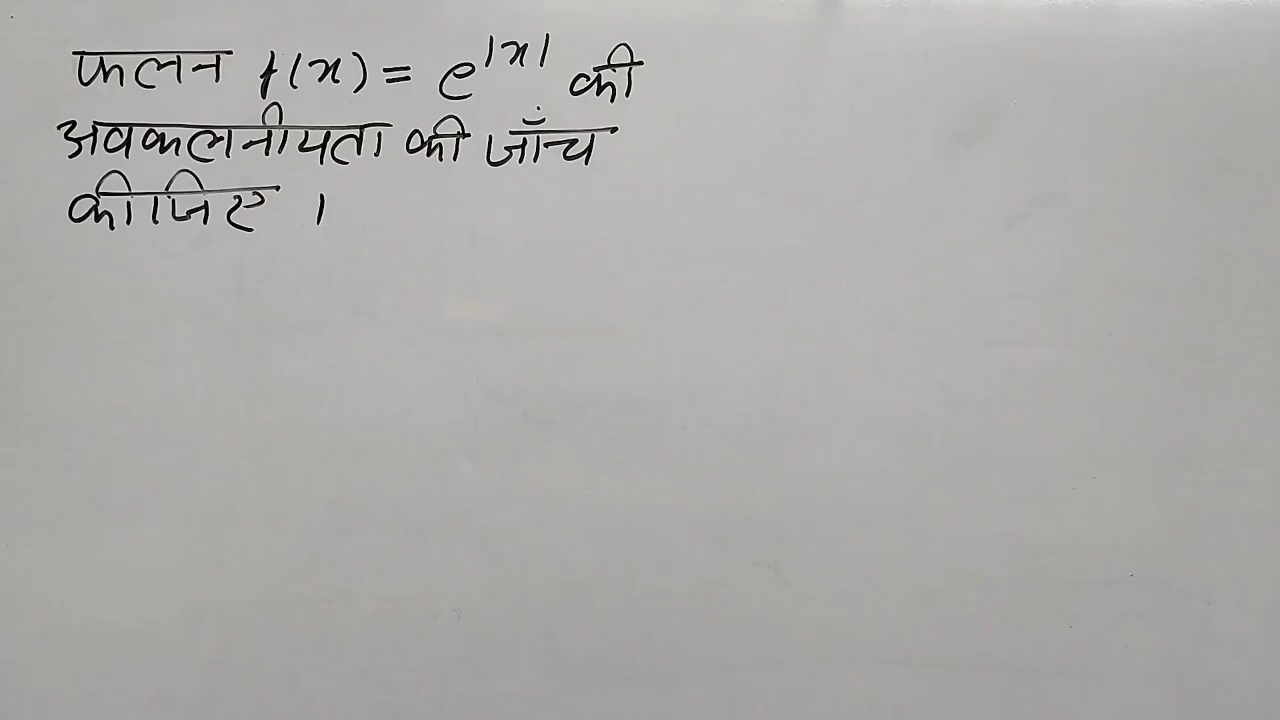 फलन f(x) = e^|x| की
अवकलनीयता की जाँच
कीजिए ।